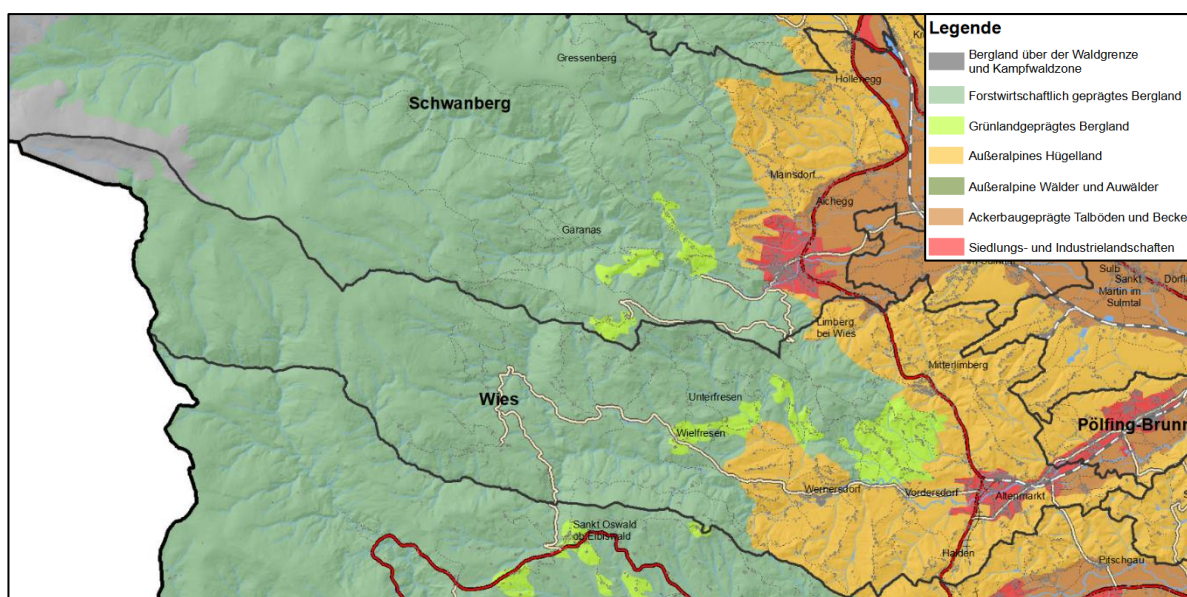 Legende
Bergland über der Waldgrenze
und Kampfwaldzone
Forstwirtschaftlich geprägtes Bergland
Grünlandgeprägtes Bergland
Außeralpines Hügelland
Außeralpine Wälder und Auwälder
Ackerbaugeprägte Talböden und Becke
Siedlungs- und Industrielandschaften
Gressenberg
Hollenegg
Schwanberg
Mainsdorf
Aichegg
Garanas
Sulb
Sankt
Martin im
Sulmtal
Dörfla
Limberg
bei Wies
Mitterlimberg
Unterfresen
Wies
Wielfresen
Pölfing-Brunn
Wernersdorf
Vordersdorf
Altenmarkt
Sankt Oswald
ob Eibiswald
Haiden
Pitschgau